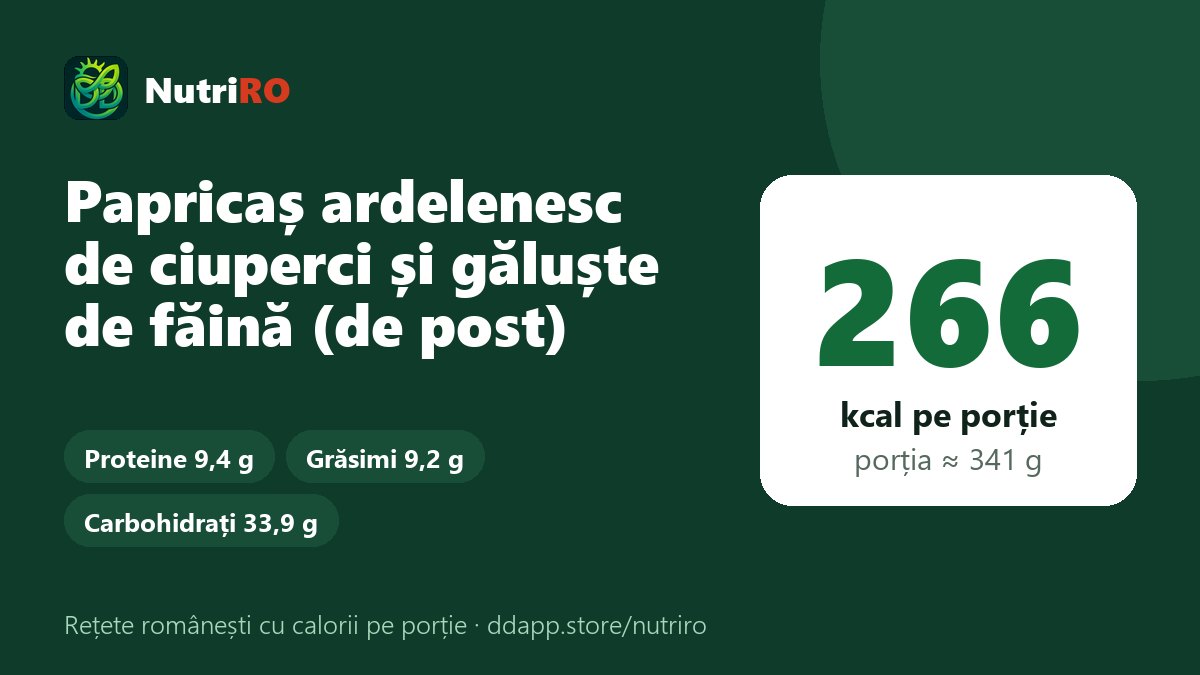 NutriRO
Papricaș ardelenesc
de ciuperci și găluște
de făină (de post)
266
kcal pe porție
porția ≈ 341 g
Proteine 9,4 g
Grăsimi 9,2 g
Carbohidrați 33,9 g
Rețete românești cu calorii pe porție · ddapp.store/nutriro